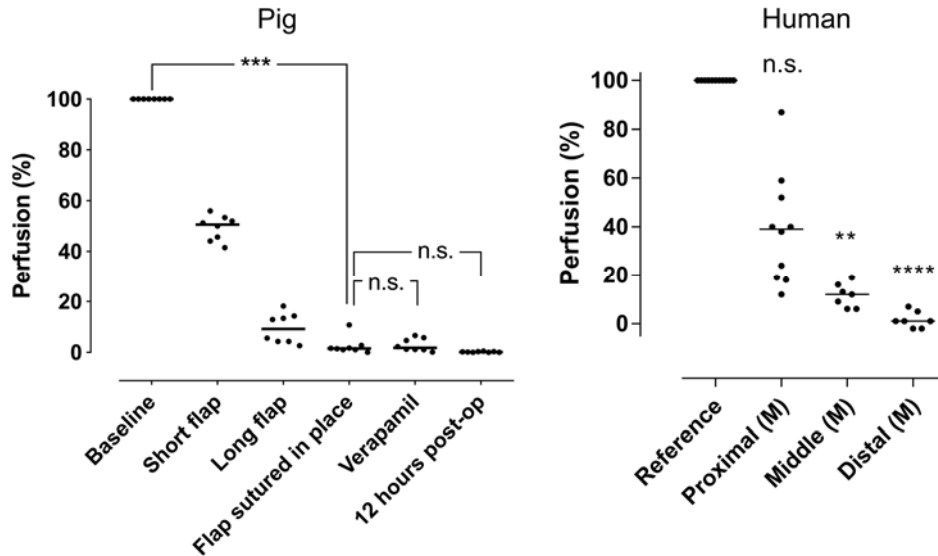 Pig
***
n.s.
n.s.
Perfusion (%)
100
80
60
40
20
0
Baseline
Short flap
Long flap
Flap sutured in place
Verapamil
12 hours post-op
Human
n.s.
**
****
Perfusion (%)
100
80
60
40
20
0
Reference
Proximal (M)
Middle (M)
Distal (M)